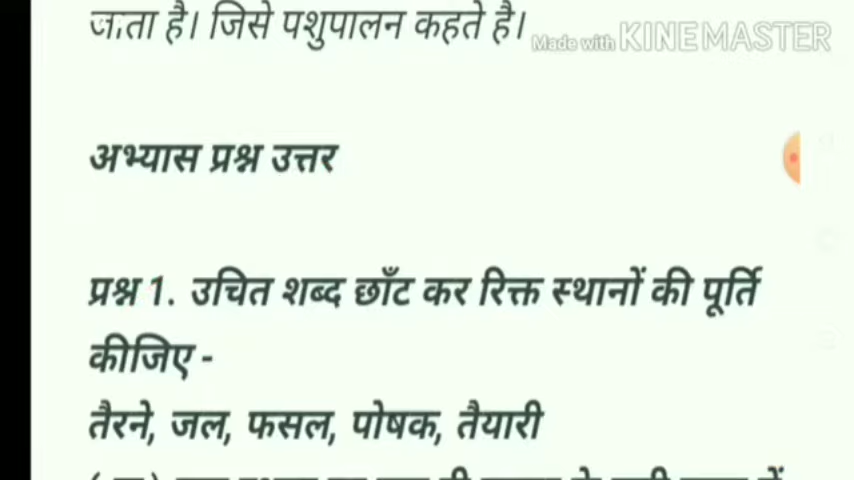 जाता है। जिसे पशुपालन कहते है।
Made with KINEMASTER
अभ्यास प्रश्न उत्तर
प्रश्न 1. उचित शब्द छाँट कर रिक्त स्थानों की पूर्ति
कीजिए -
तैरने, जल, फसल, पोषक, तैयारी